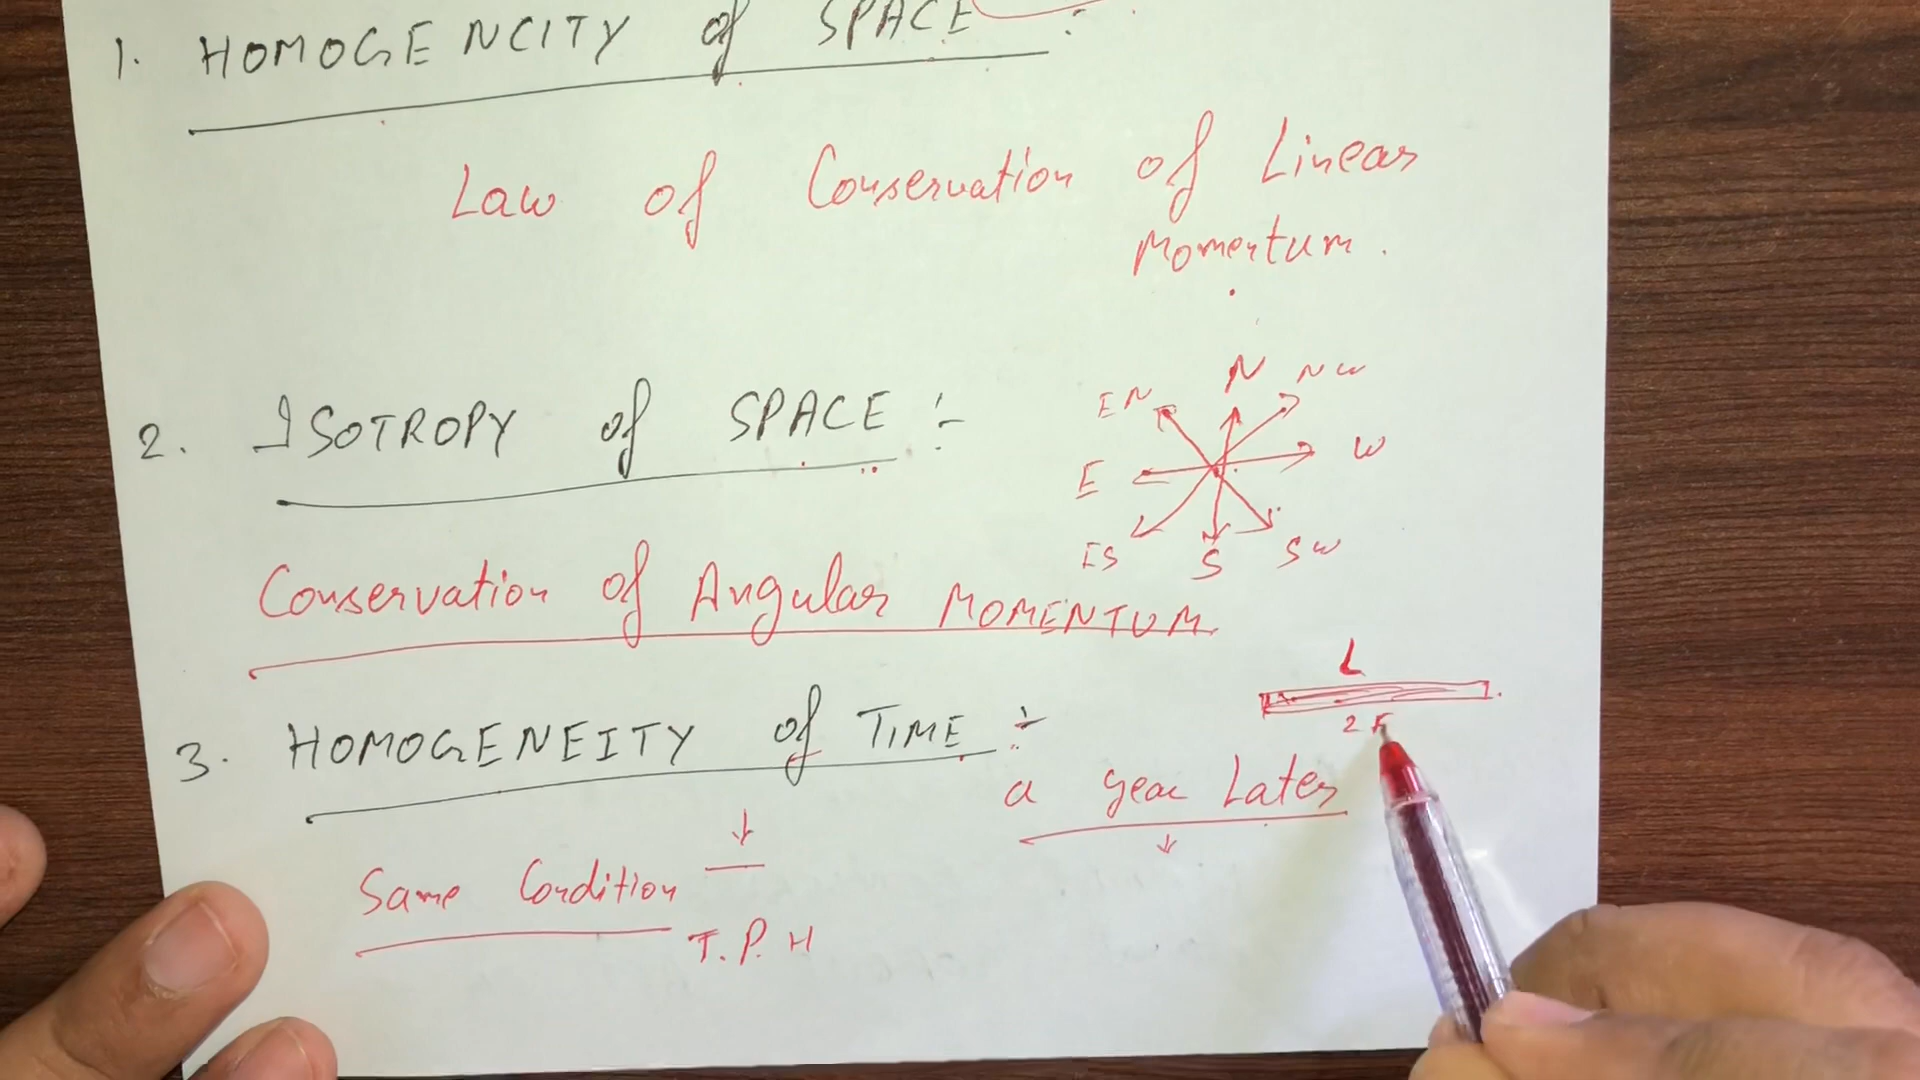 1. HOMOGENCITY of SPACE :
Law of Conservation of Linear
Momentum.
N NW
EN
2. ISOTROPY of SPACE :-
W
E
ES S SW
Conservation of Angular MOMENTUM
L
3. HOMOGENEITY of TIME :-
2
a year Later
Same Condition
T.P.H